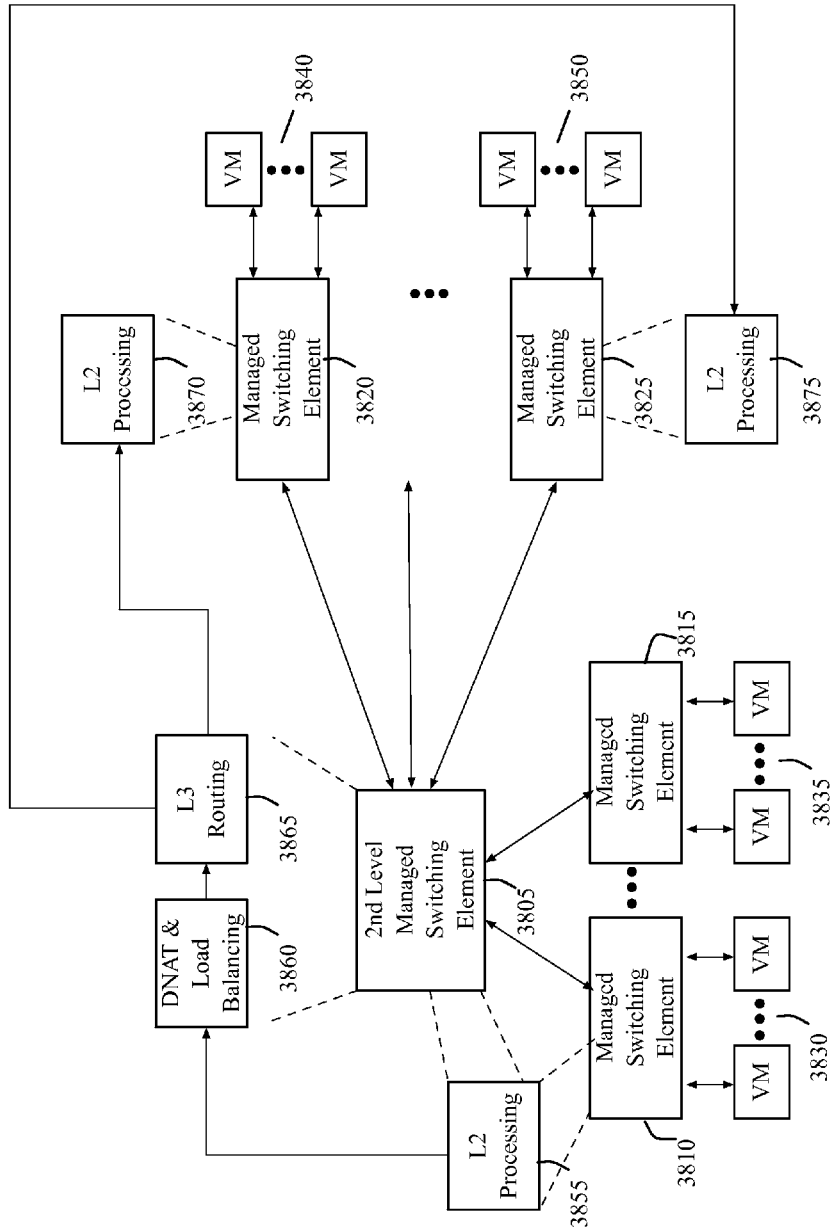 L2
Processing
3855
DNAT &
Load
Balancing
3860
L3
Routing
3865
L2
Processing
3870
2nd Level
Managed
Switching
Element
3805
Managed
Switching
Element
3810
Managed
Switching
Element
3815
Managed
Switching
Element
3820
Managed
Switching
Element
3825
L2
Processing
3875
VM
VM
3830
VM
VM
3835
VM
VM
3840
VM
VM
3850